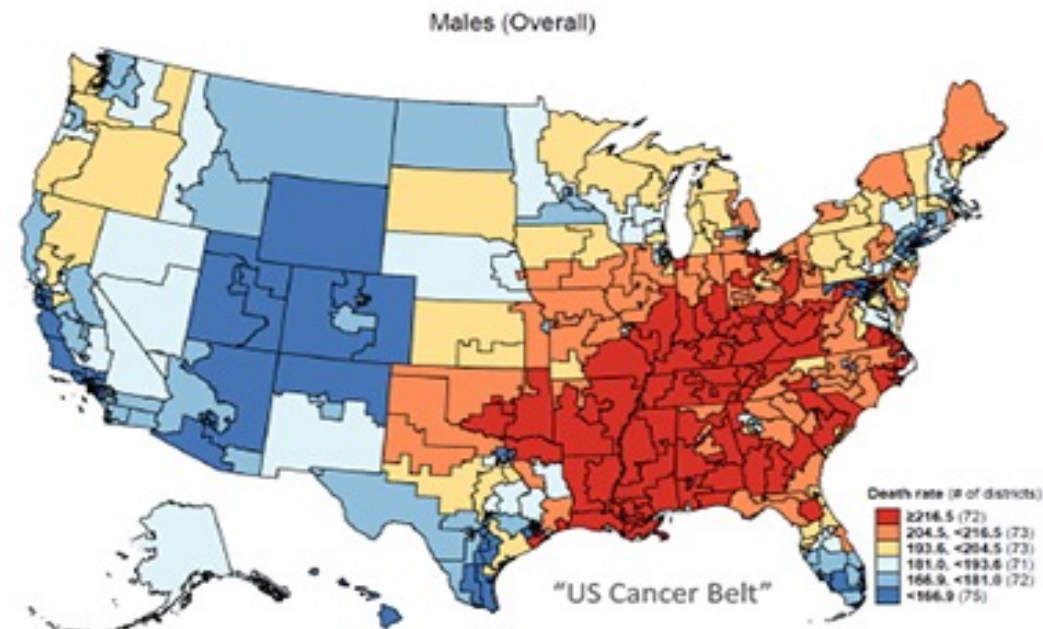 Males (Overall)
Death rate (# of districts)
≥216.5 (72)
204.5, <216.5 (73)
193.6, <204.5 (73)
181.0, <193.6 (71)
166.9, <181.0 (72)
<166.9 (75)
"US Cancer Belt"